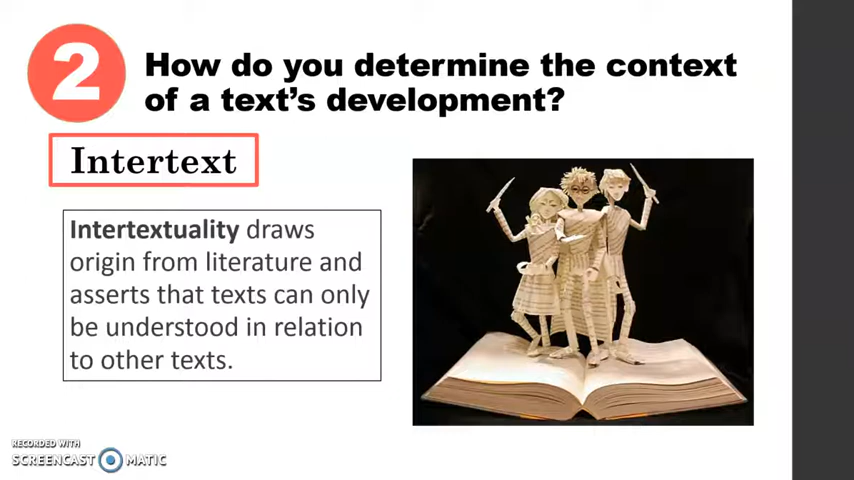 2
How do you determine the context
of a text's development?
Intertext
Intertextuality draws
origin from literature and
asserts that texts can only
be understood in relation
to other texts.
RECORDED WITH
SCREENCAST MATIC